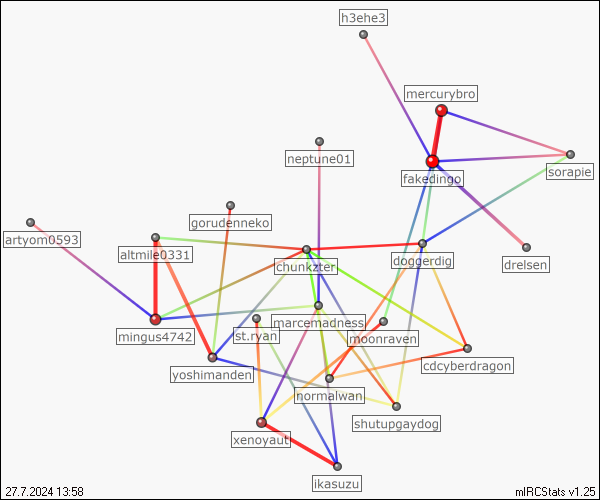 h3ehe3
mercurybro
neptune01
sorapie
fakedingo
gorudenneko
artyom0593
altmile0331
chunkzter
doggerdig
drelsen
mingus4742
st.ryan
marcemadness
moonraven
yoshimanden
cdcyberdragon
normalwan
shutupgaydog
xenoyaut
ikasuzu
27.7.2024 13:58
mIRCStats v1.25